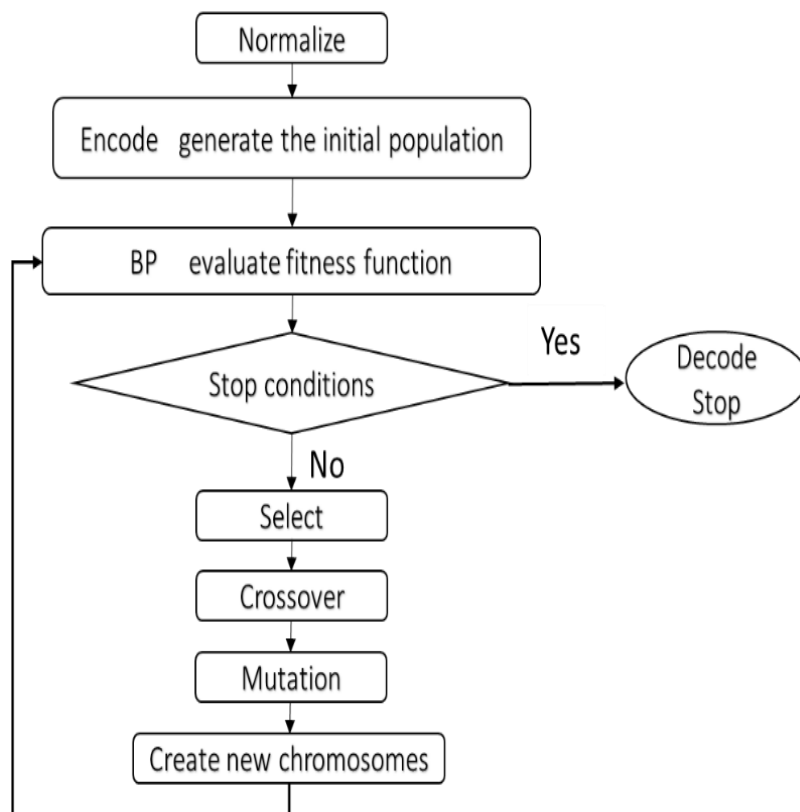 Normalize
Encode generate the initial population
BP evaluate fitness function
Stop conditions
Yes
Decode
Stop
No
Select
Crossover
Mutation
Create new chromosomes